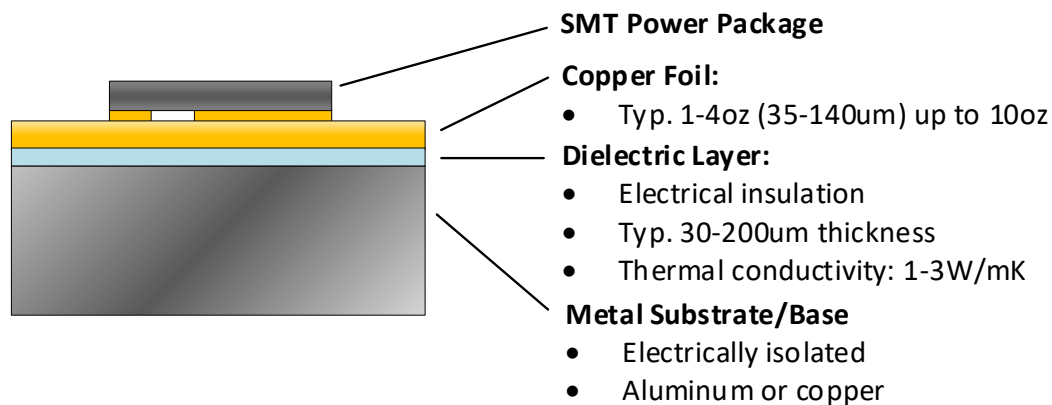 SMT Power Package
Copper Foil:
• Typ. 1-4oz (35-140um) up to 10oz
Dielectric Layer:
• Electrical insulation
• Typ. 30-200um thickness
• Thermal conductivity: 1-3W/mK
Metal Substrate/Base
• Electrically isolated
• Aluminum or copper